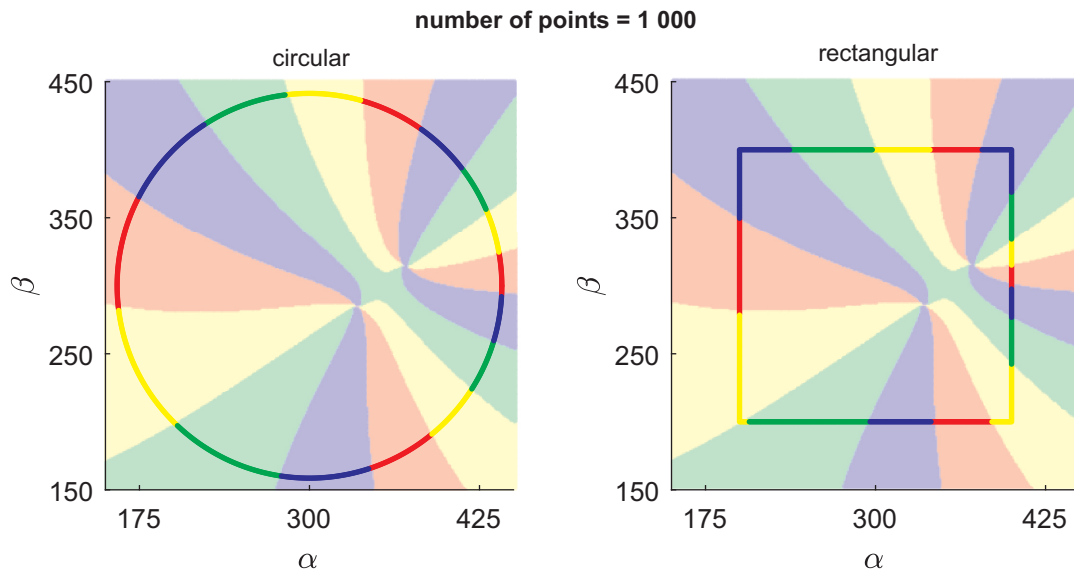 number of points = 1 000
circular
rectangular
450
350
250
150
175
300
425
α
β
450
350
250
150
175
300
425
α
β